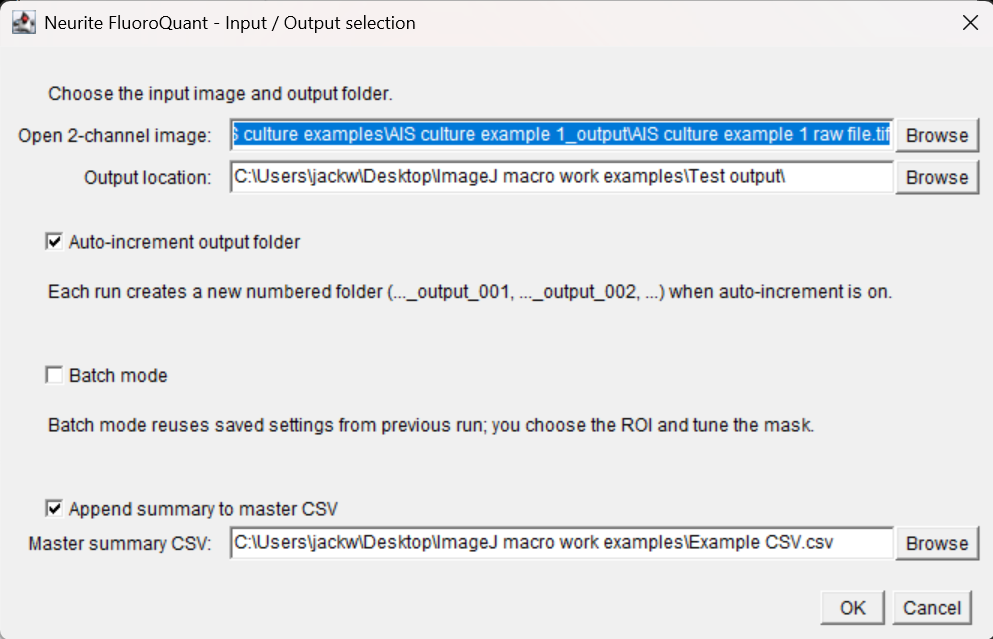 Neurite FluoroQuant - Input / Output selection
Choose the input image and output folder.
Open 2-channel image: culture examples\AIS culture example 1_output\AIS culture example 1 raw file.tif Browse
Output location: C:\Users\jackw\Desktop\ImageJ macro work examples\Test output\ Browse
Auto-increment output folder
Each run creates a new numbered folder (..._output_001, ..._output_002, ...) when auto-increment is on.
Batch mode
Batch mode reuses saved settings from previous run; you choose the ROI and tune the mask.
Append summary to master CSV
Master summary CSV: C:\Users\jackw\Desktop\ImageJ macro work examples\Example CSV.csv Browse
OK Cancel